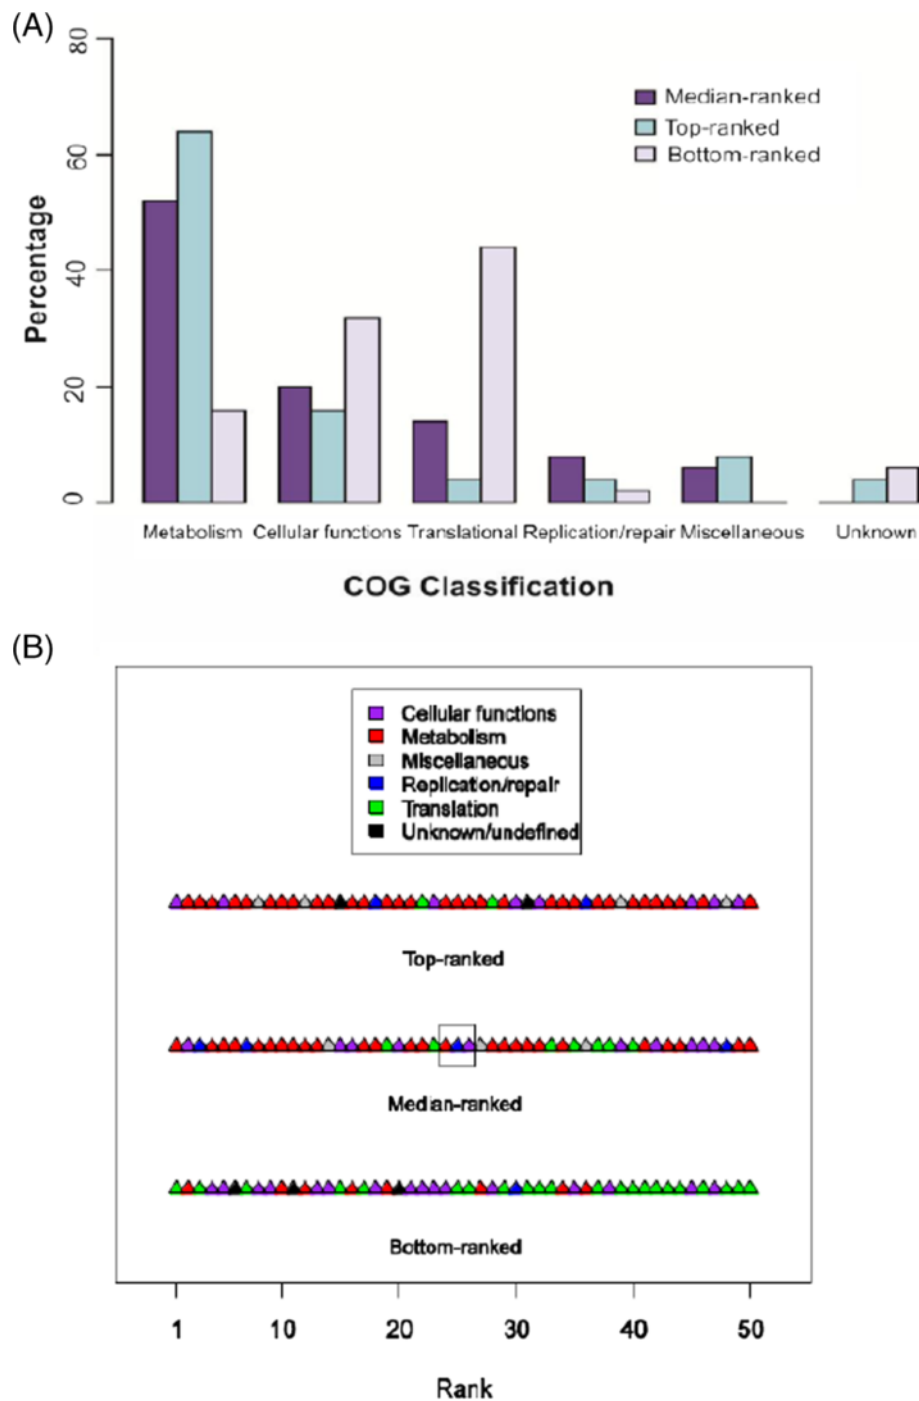 (A)
80
60
40
20
0
Percentage
Median-ranked
Top-ranked
Bottom-ranked
Metabolism Cellular functions Translational Replication/repair Miscellaneous Unknown
COG Classification
(B)
Cellular functions
Metabolism
Miscellaneous
Replication/repair
Translation
Unknown/undefined
Top-ranked
Median-ranked
Bottom-ranked
1 10 20 30 40 50
Rank